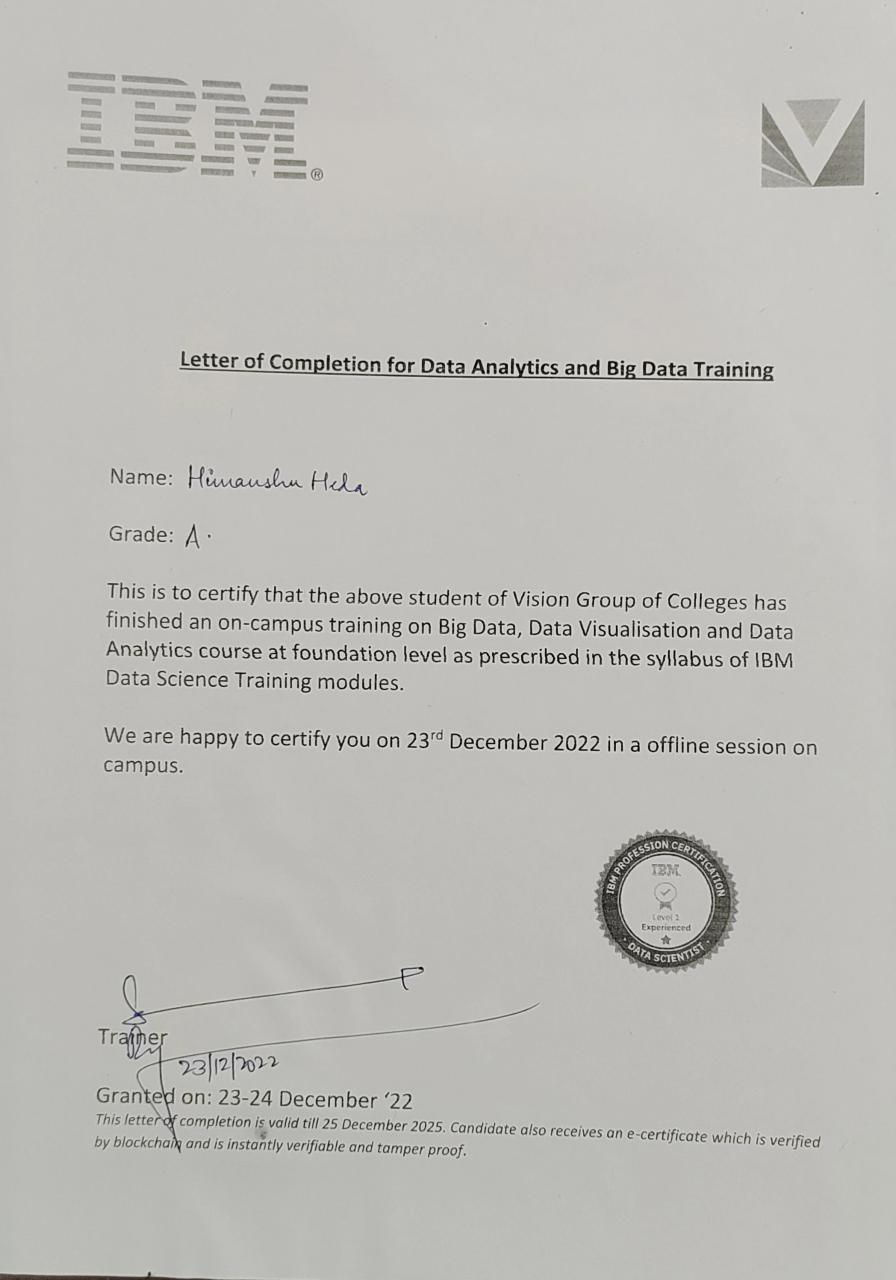 IBM®
Letter of Completion for Data Analytics and Big Data Training
Name: Himanshu Heda
Grade: A.
This is to certify that the above student of Vision Group of Colleges has
finished an on-campus training on Big Data, Data Visualisation and Data
Analytics course at foundation level as prescribed in the syllabus of IBM
Data Science Training modules.
We are happy to certify you on 23rd December 2022 in a offline session on
campus.
IBM PROFESSION CERTIFICATION
IBM
Level 1
Experienced
DATA SCIENTIST
Trainer
23/12/2022
Granted on: 23-24 December ‘22
This letter of completion is valid till 25 December 2025. Candidate also receives an e-certificate which is verified
by blockchain and is instantly verifiable and tamper proof.